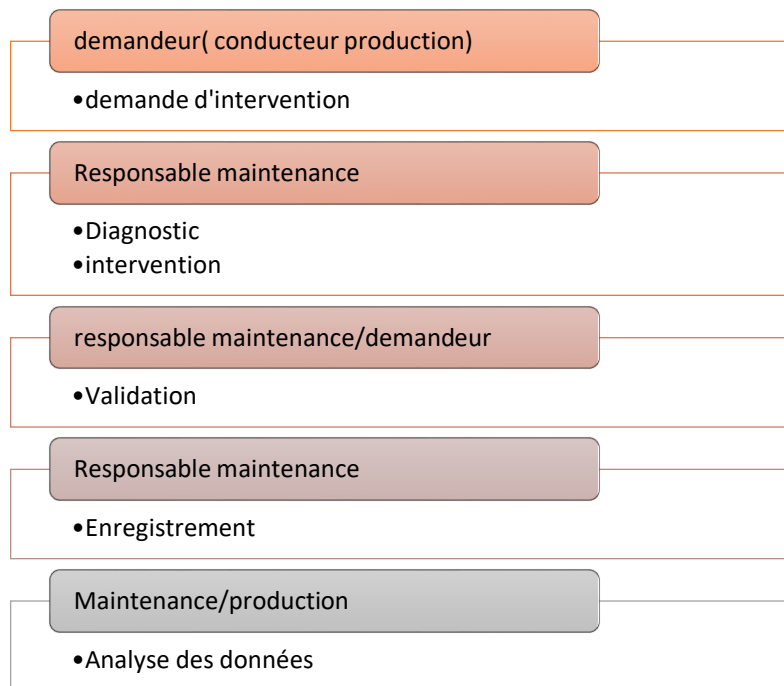 demandeur( conducteur production)
•demande d'intervention
Responsable maintenance
•Diagnostic
•intervention
responsable maintenance/demandeur
•Validation
Responsable maintenance
•Enregistrement
Maintenance/production
•Analyse des données